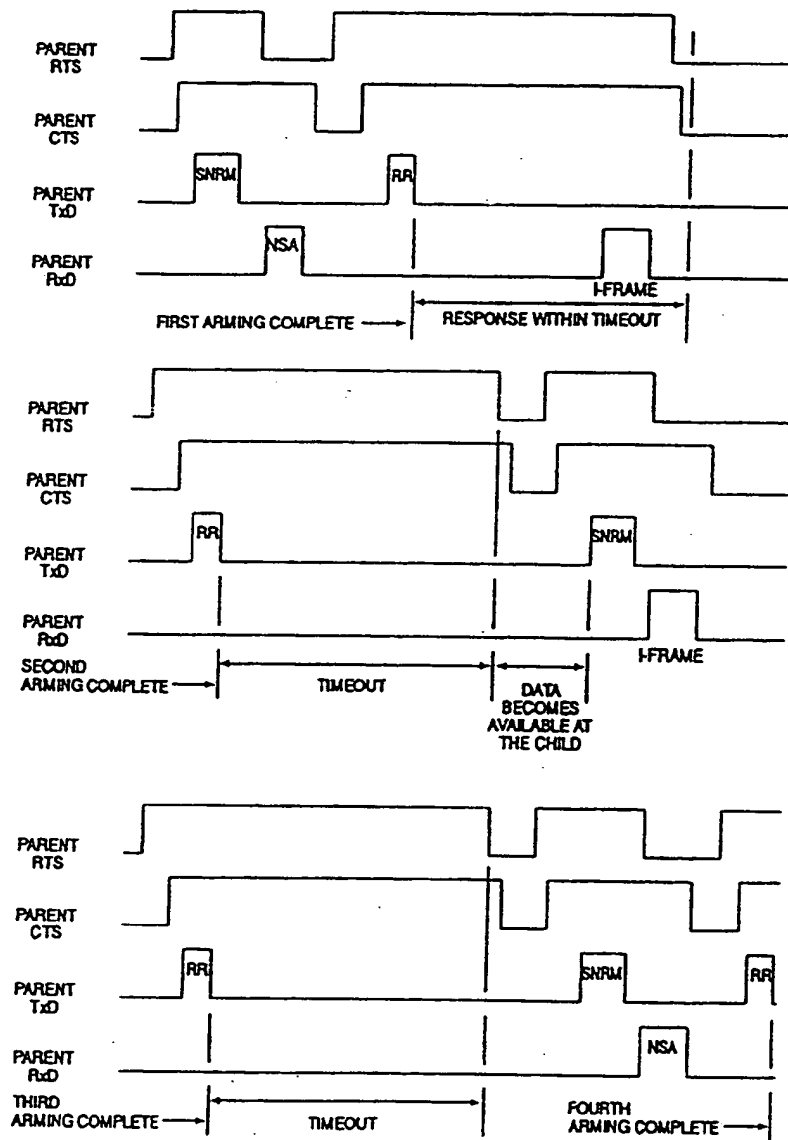 PARENT
RTS
PARENT
CTS
SNRM
RR
PARENT
TxD
NSA
PARENT
RxD
I-FRAME
FIRST ARMING COMPLETE
RESPONSE WITHIN TIMEOUT
PARENT
RTS
PARENT
CTS
RR
SNRM
PARENT
TxD
PARENT
RxD
I-FRAME
SECOND
ARMING COMPLETE
TIMEOUT
DATA
BECOMES
AVAILABLE AT
THE CHILD
PARENT
RTS
PARENT
CTS
RR
SNRM
RR
PARENT
TxD
NSA
PARENT
RxD
THIRD
ARMING COMPLETE
TIMEOUT
FOURTH
ARMING COMPLETE